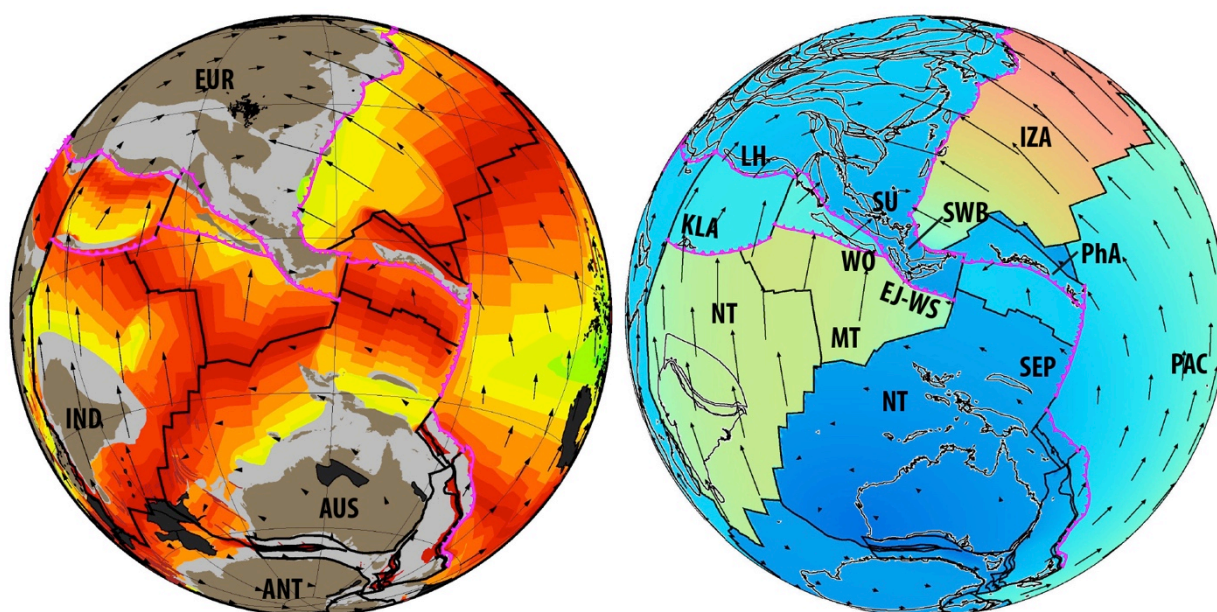 EUR
IND
AUS
ANT
IZA
LH
SU
SWB
KLA
PhA
WO
EJ-WS
NT
MT
SEP
PAC
NT